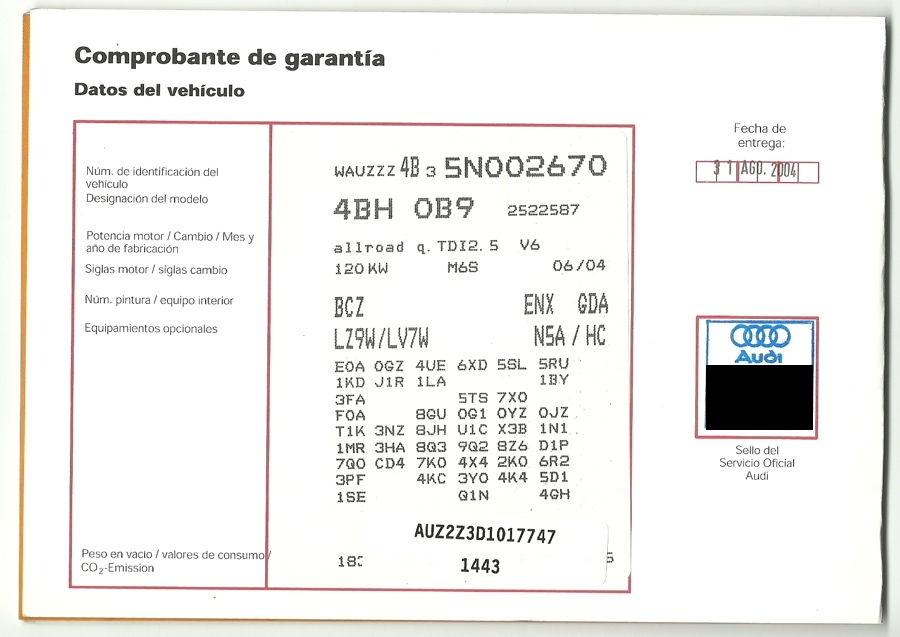 Comprobante de garantía
Datos del vehículo
Fecha de
entrega:
31 AGO. 2004
Núm. de identificación del
vehículo
WAUZZZ 4B 3 5N002670
Designación del modelo
4BH 0B9 2522587
Potencia motor / Cambio / Mes y
año de fabricación
allroad q. TDI2.5 V6
Siglas motor / siglas cambio
120KW M6S 06/04
Núm. pintura / equipo interior
BCZ ENX GDA
Equipamientos opcionales
LZ9W/LV7W N5A / HC
E0A 0GZ 4UE 6XD 5SL 5RU
1KD J1R 1LA 1BY
3FA 5TS 7X0
F0A 8GU 0G1 0YZ 0JZ
T1K 3NZ 8JH U1C X3B 1N1
1MR 3HA 8Q3 9Q2 8Z6 D1P
7Q0 CD4 7K0 4X4 2K0 6R2
3PF 4KC 3Y0 4K4 5D1
1SE Q1N 4GH
AUZ2Z3D1017747
Peso en vacio / valores de consumo /
CO2-Emission
1443
Audi
Sello del
Servicio Oficial
Audi